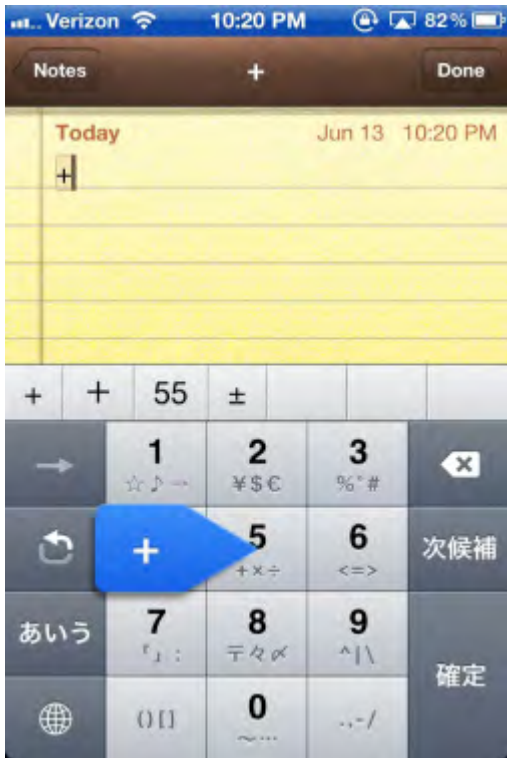 Verizon 10:20 PM 82%
Notes + Done
Today Jun 13 10:20 PM
+
+ + 55 ±
→ 1 2 3
☆♪→ ¥$€ %°#
+ 5 6 次候補
+×÷ <=>
あいう 7 8 9
『』: 〒々〆 ^|\
確定
()[] 0 .,-/
~…